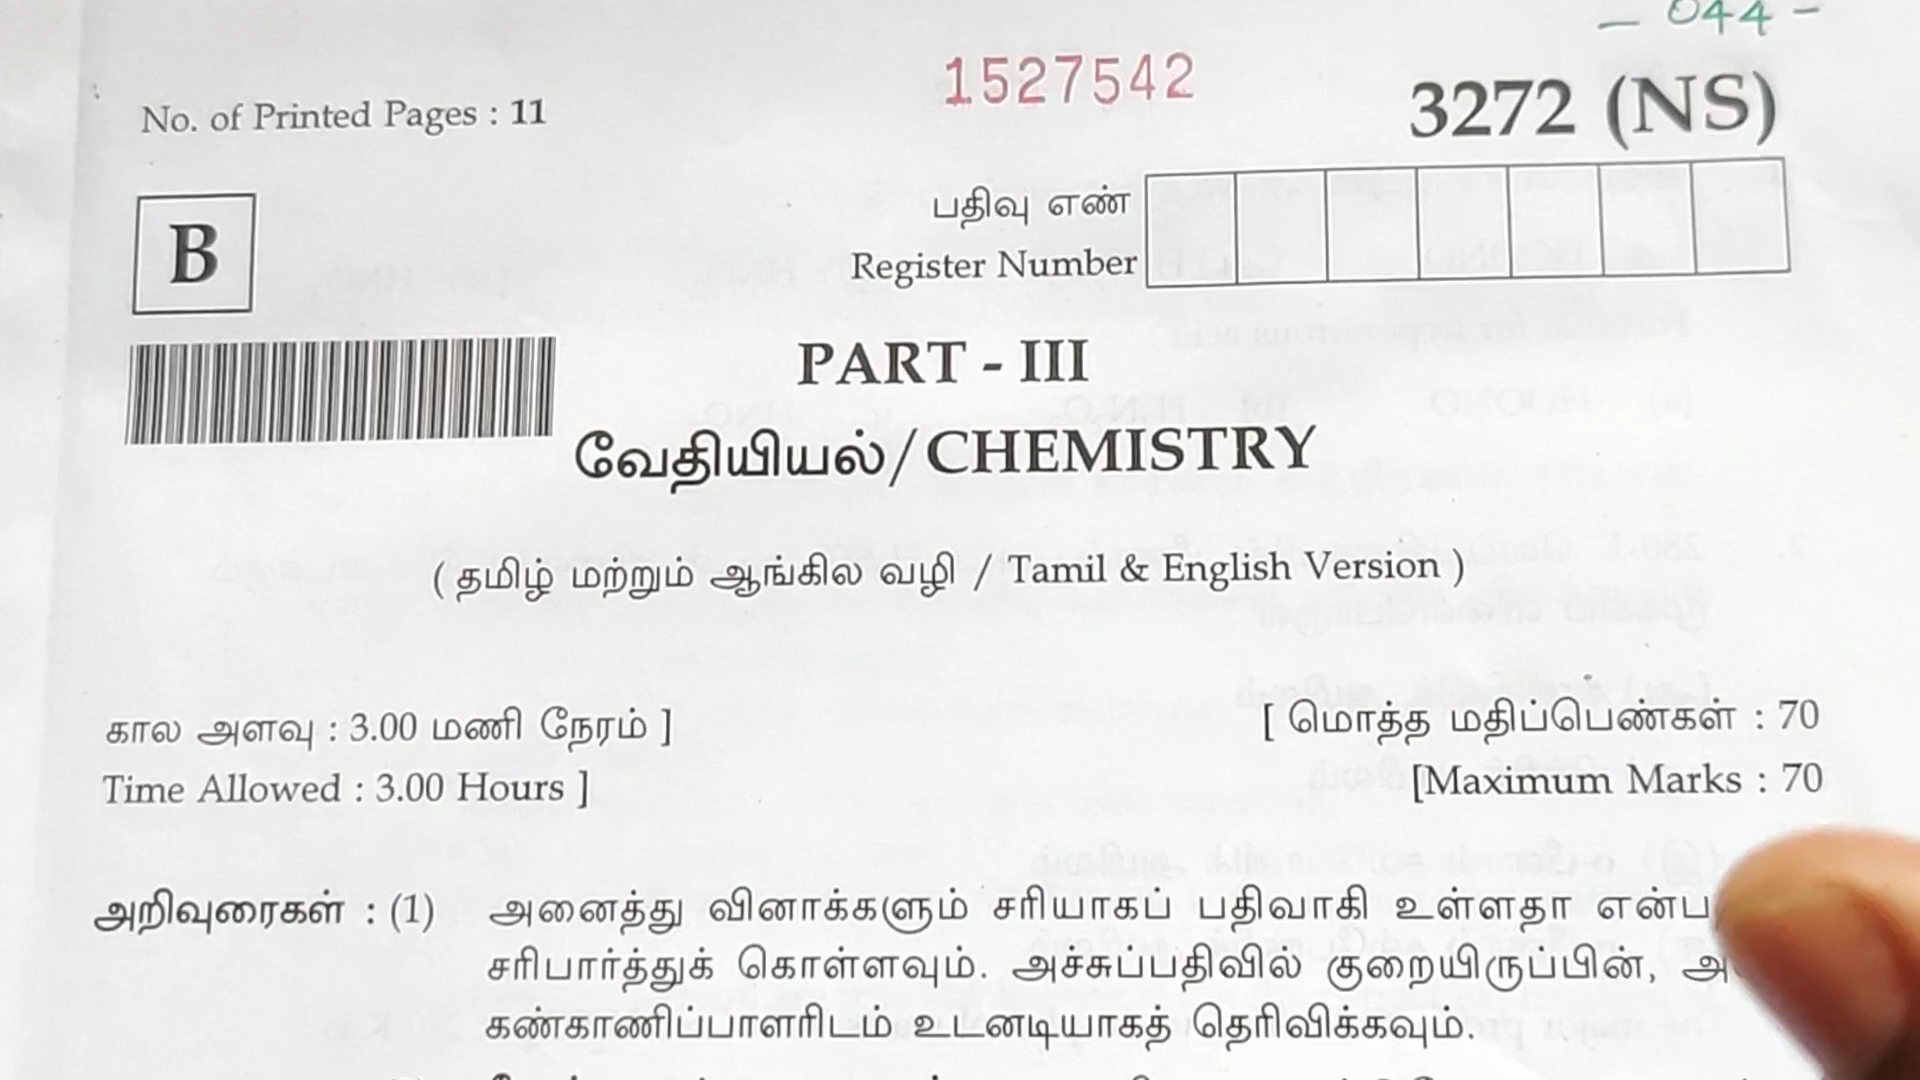 - 044 -
1527542
No. of Printed Pages : 11
3272 (NS)
B
பதிவு எண்
Register Number
PART - III
வேதியியல் / CHEMISTRY
( தமிழ் மற்றும் ஆங்கில வழி / Tamil & English Version )
கால அளவு : 3.00 மணி நேரம் ]
[ மொத்த மதிப்பெண்கள் : 70
Time Allowed : 3.00 Hours ]
[Maximum Marks : 70
அறிவுரைகள் : (1) அனைத்து வினாக்களும் சரியாகப் பதிவாகி உள்ளதா
சரிபார்த்துக் கொள்ளவும். அச்சுப்பதிவில் குறையிருப்பின்,
கண்காணிப்பாளரிடம் உடனடியாகத் தெரிவிக்கவும்.